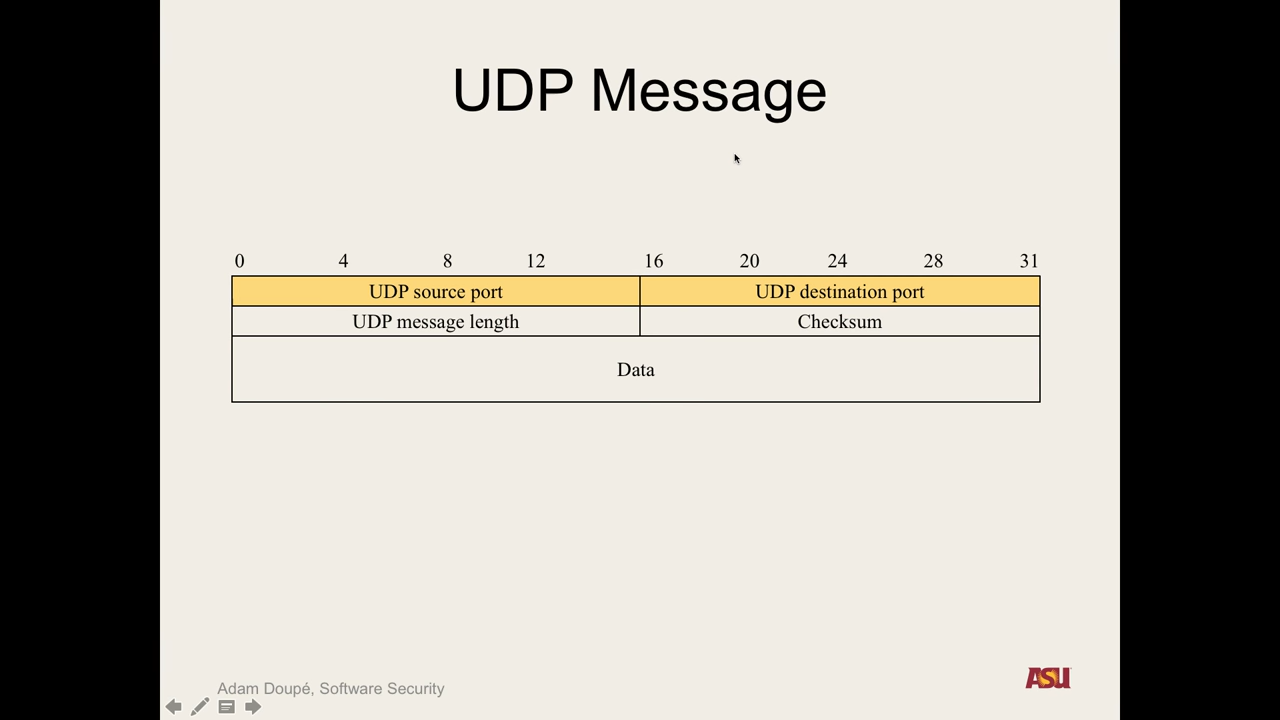 UDP Message
0 4 8 12 16 20 24 28 31
UDP source port UDP destination port
UDP message length Checksum
Data
Adam Doupé, Software Security
ASU